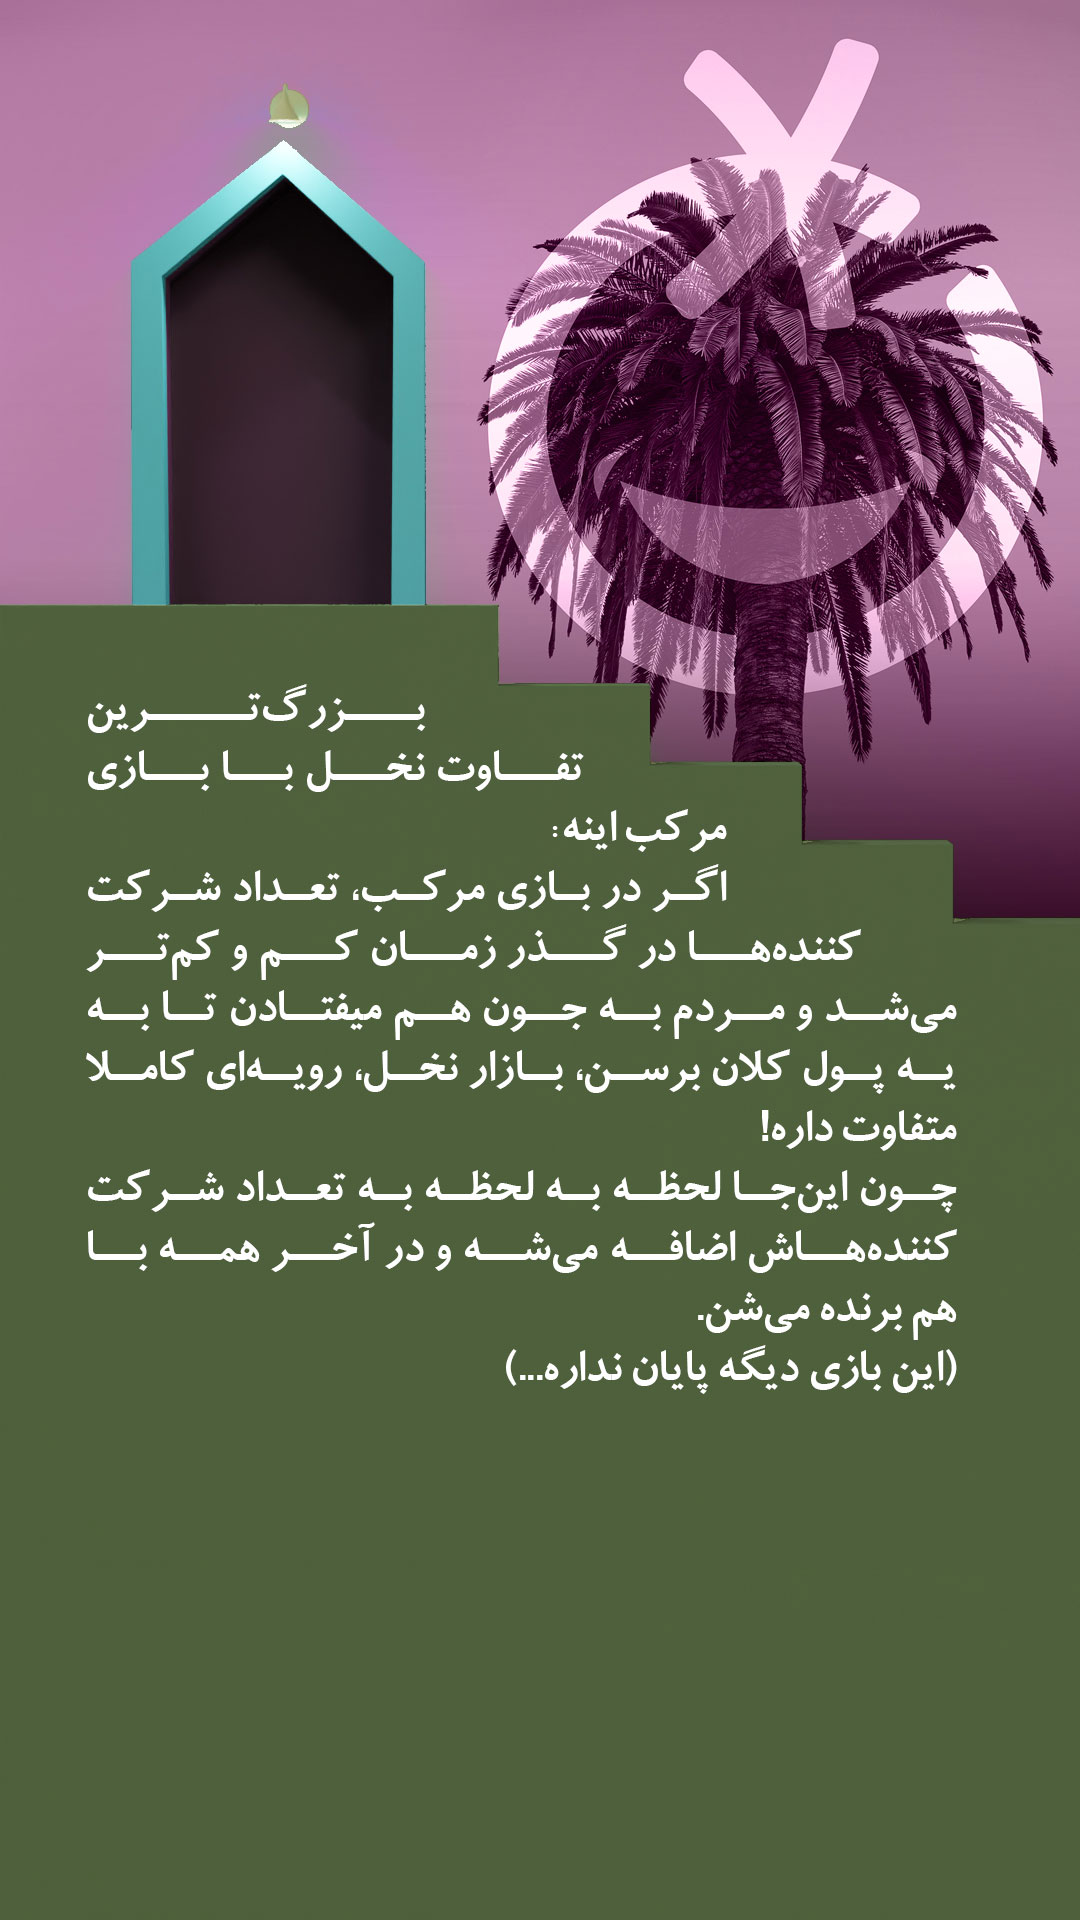 بزرگ‌ترین
تفاوت نخل با بازی
مرکب اینه:
اگر در بازی مرکب، تعداد شرکت
کننده‌ها در گذر زمان کم و کم‌تر
می‌شد و مردم به جون هم میفتادن تا به
یه پول کلان برسن، بازار نخل، رویه‌ای کاملا
متفاوت داره!
چون این‌جا لحظه به لحظه به تعداد شرکت
کننده‌هاش اضافه می‌شه و در آخر همه با
هم برنده می‌شن.
(این بازی دیگه پایان نداره...)